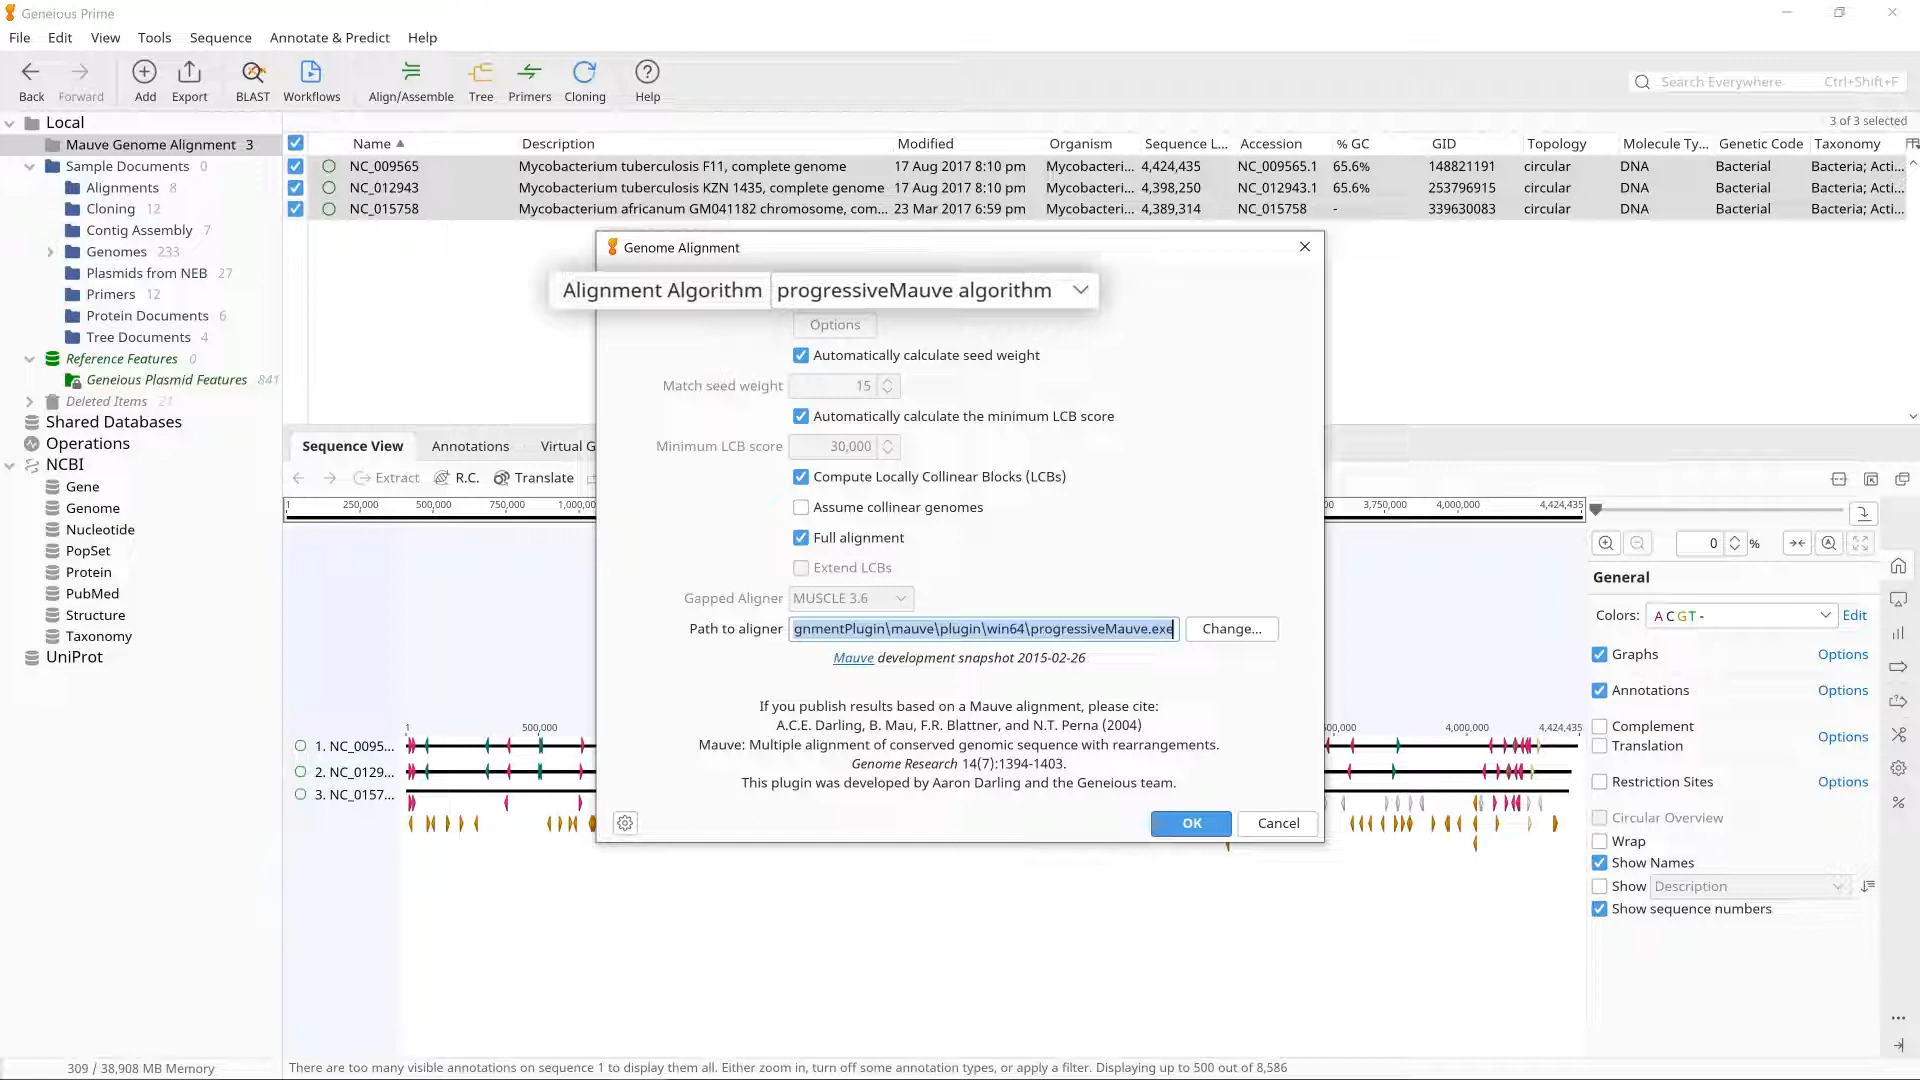 Geneious Prime
File Edit View Tools Sequence Annotate & Predict Help
Back Forward Add Export BLAST Workflows Align/Assemble Tree Primers Cloning Help
Search Everywhere Ctrl+Shift+F
3 of 3 selected
Local
Mauve Genome Alignment 3
Sample Documents 0
Alignments 8
Cloning 12
Contig Assembly 7
Genomes 233
Plasmids from NEB 27
Primers 12
Protein Documents 6
Tree Documents 4
Reference Features 0
Geneious Plasmid Features 841
Deleted Items 21
Shared Databases
Operations
NCBI
Gene
Genome
Nucleotide
PopSet
Protein
PubMed
Structure
Taxonomy
UniProt
309 / 38,908 MB Memory
Name Description Modified Organism Sequence L... Accession % GC GID Topology Molecule Ty... Genetic Code Taxonomy
NC_009565 Mycobacterium tuberculosis F11, complete genome 17 Aug 2017 8:10 pm Mycobacteri... 4,424,435 NC_009565.1 65.6% 148821191 circular DNA Bacterial Bacteria; Acti...
NC_012943 Mycobacterium tuberculosis KZN 1435, complete genome 17 Aug 2017 8:10 pm Mycobacteri... 4,398,250 NC_012943.1 65.6% 253796915 circular DNA Bacterial Bacteria; Acti...
NC_015758 Mycobacterium africanum GM041182 chromosome, com... 23 Mar 2017 6:59 pm Mycobacteri... 4,389,314 NC_015758 - 339630083 circular DNA Bacterial Bacteria; Acti...
Genome Alignment
Alignment Algorithm progressiveMauve algorithm
Options
Automatically calculate seed weight
Match seed weight 15
Automatically calculate the minimum LCB score
Minimum LCB score 30,000
Compute Locally Collinear Blocks (LCBs)
Assume collinear genomes
Full alignment
Extend LCBs
Gapped Aligner MUSCLE 3.6
Path to aligner gnmentPlugin\mauve\plugin\win64\progressiveMauve.exe Change...
Mauve development snapshot 2015-02-26
If you publish results based on a Mauve alignment, please cite:
A.C.E. Darling, B. Mau, F.R. Blattner, and N.T. Perna (2004)
Mauve: Multiple alignment of conserved genomic sequence with rearrangements.
Genome Research 14(7):1394-1403.
This plugin was developed by Aaron Darling and the Geneious team.
OK Cancel
Sequence View Annotations Virtual G
Extract R.C. Translate
1 250,000 500,000 750,000 1,000,0 00 3,750,000 4,000,000 4,424,435
1 500,000 00,000 4,000,000 4,424,435
1. NC_0095...
2. NC_0129...
3. NC_0157...
0 %
General
Colors: A C G T - Edit
Graphs Options
Annotations Options
Complement
Translation Options
Restriction Sites Options
Circular Overview
Wrap
Show Names
Show Description
Show sequence numbers
There are too many visible annotations on sequence 1 to display them all. Either zoom in, turn off some annotation types, or apply a filter. Displaying up to 500 out of 8,586